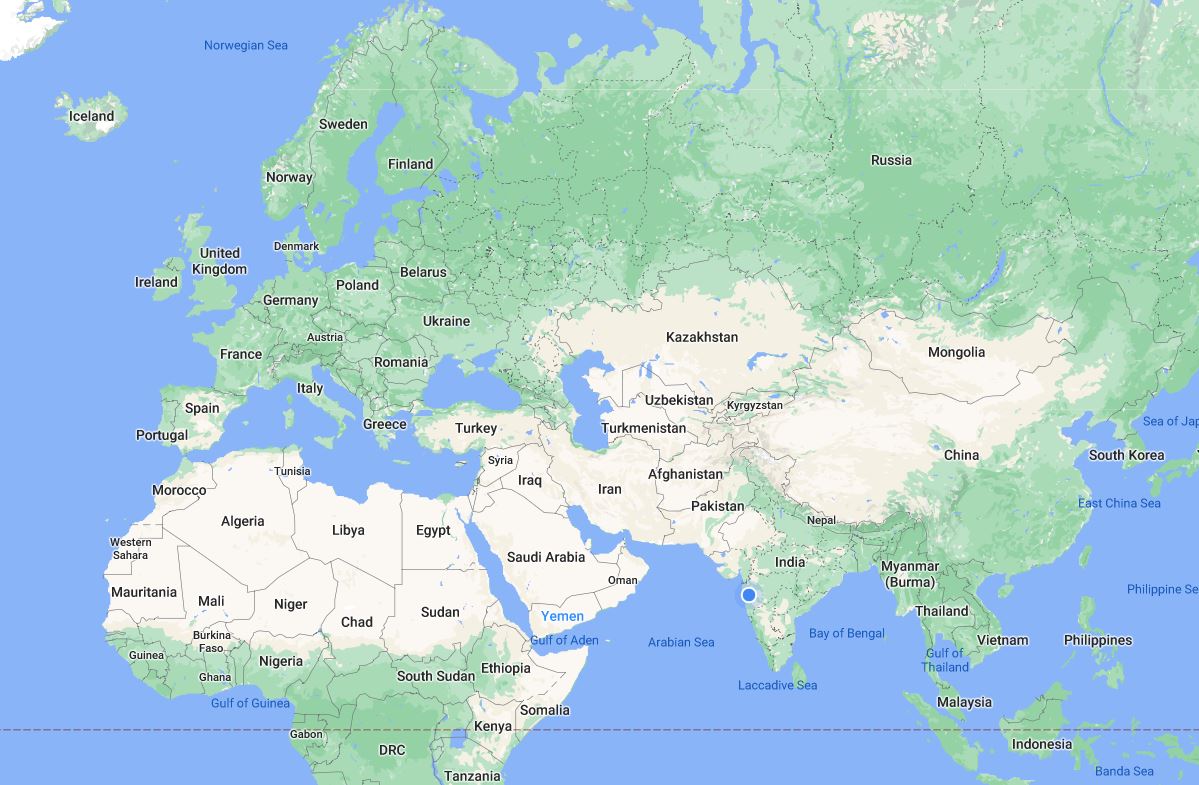 Norwegian Sea
Iceland
Sweden
Finland
Russia
Norway
Denmark
United
Kingdom
Ireland
Belarus
Poland
Germany
Ukraine
Austria
Kazakhstan
France
Romania
Mongolia
Italy
Uzbekistan
Kyrgyzstan
Spain
Greece
Turkey
Turkmenistan
Portugal
Sea of Jap
China
South Korea
Syria
Tunisia
Afghanistan
Iraq
Iran
Morocco
Pakistan
East China Sea
Algeria
Libya
Egypt
Nepal
Western
Sahara
Saudi Arabia
India
Myanmar
(Burma)
Oman
Mauritania
Mali
Niger
Philippine Se
Chad
Sudan
Yemen
Thailand
Burkina
Faso
Gulf of Aden
Arabian Sea
Bay of Bengal
Vietnam
Philippines
Guinea
Nigeria
Ethiopia
Gulf of
Thailand
Ghana
South Sudan
Laccadive Sea
Gulf of Guinea
Malaysia
Somalia
Kenya
Gabon
DRC
Indonesia
Tanzania
Banda Sea